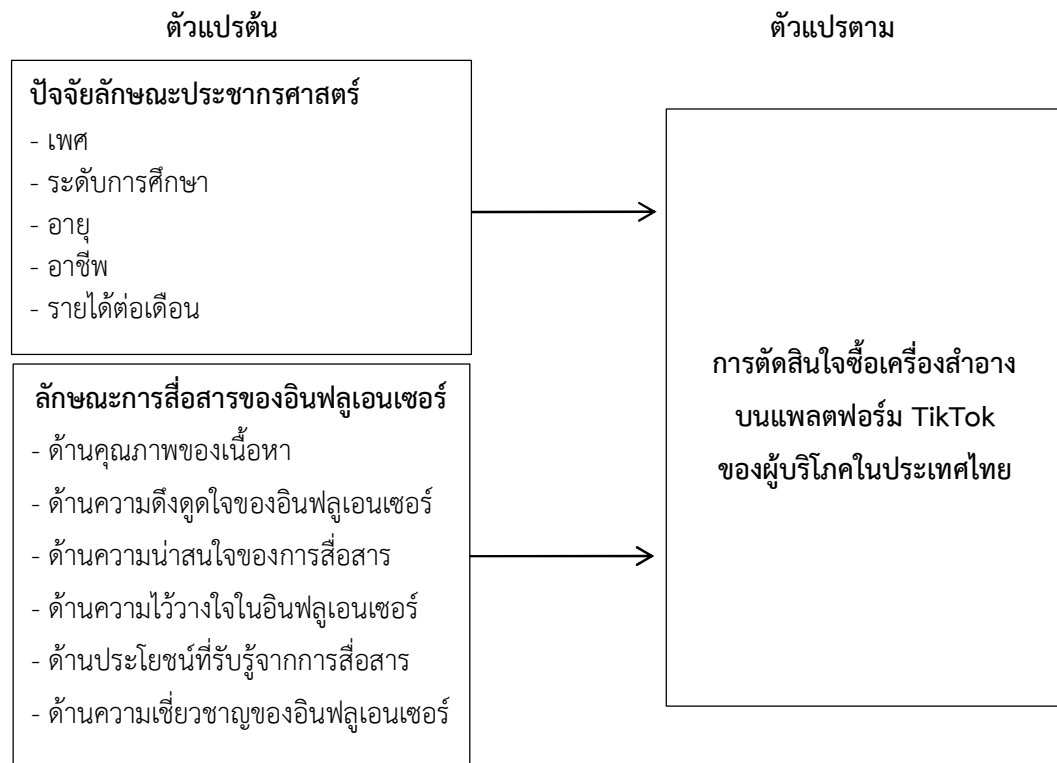 ตัวแปรต้น
ตัวแปรตาม
ปัจจัยลักษณะประชากรศาสตร์
- เพศ
- ระดับการศึกษา
- อายุ
- อาชีพ
- รายได้ต่อเดือน
ลักษณะการสื่อสารของอินฟลูเอนเซอร์
- ด้านคุณภาพของเนื้อหา
- ด้านความดึงดูดใจของอินฟลูเอนเซอร์
- ด้านความน่าสนใจของการสื่อสาร
- ด้านความไว้วางใจในอินฟลูเอนเซอร์
- ด้านประโยชน์ที่รับรู้จากการสื่อสาร
- ด้านความเชี่ยวชาญของอินฟลูเอนเซอร์
การตัดสินใจซื้อเครื่องสำอาง
บนแพลตฟอร์ม TikTok
ของผู้บริโภคในประเทศไทย